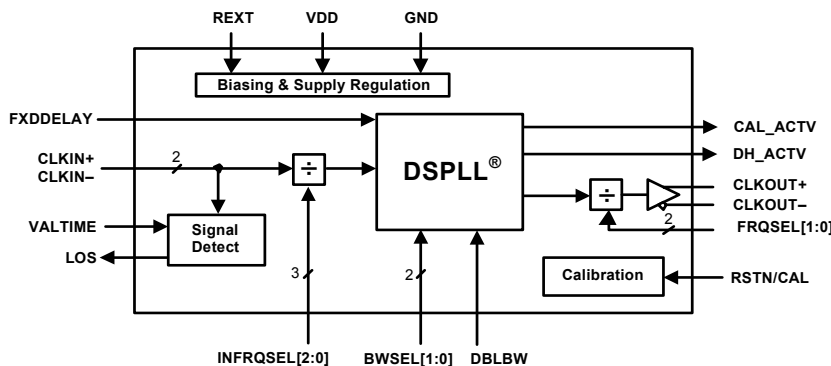 REXT VDD GND
Biasing & Supply Regulation
FXDDELAY
CAL_ACTV
CLKIN+
CLKIN–
2
÷
DSPLL®
DH_ACTV
÷
CLKOUT+
CLKOUT–
2
FRQSEL[1:0]
VALTIME
Signal
Detect
LOS
3
2
Calibration
RSTN/CAL
INFRQSEL[2:0] BWSEL[1:0] DBLBW